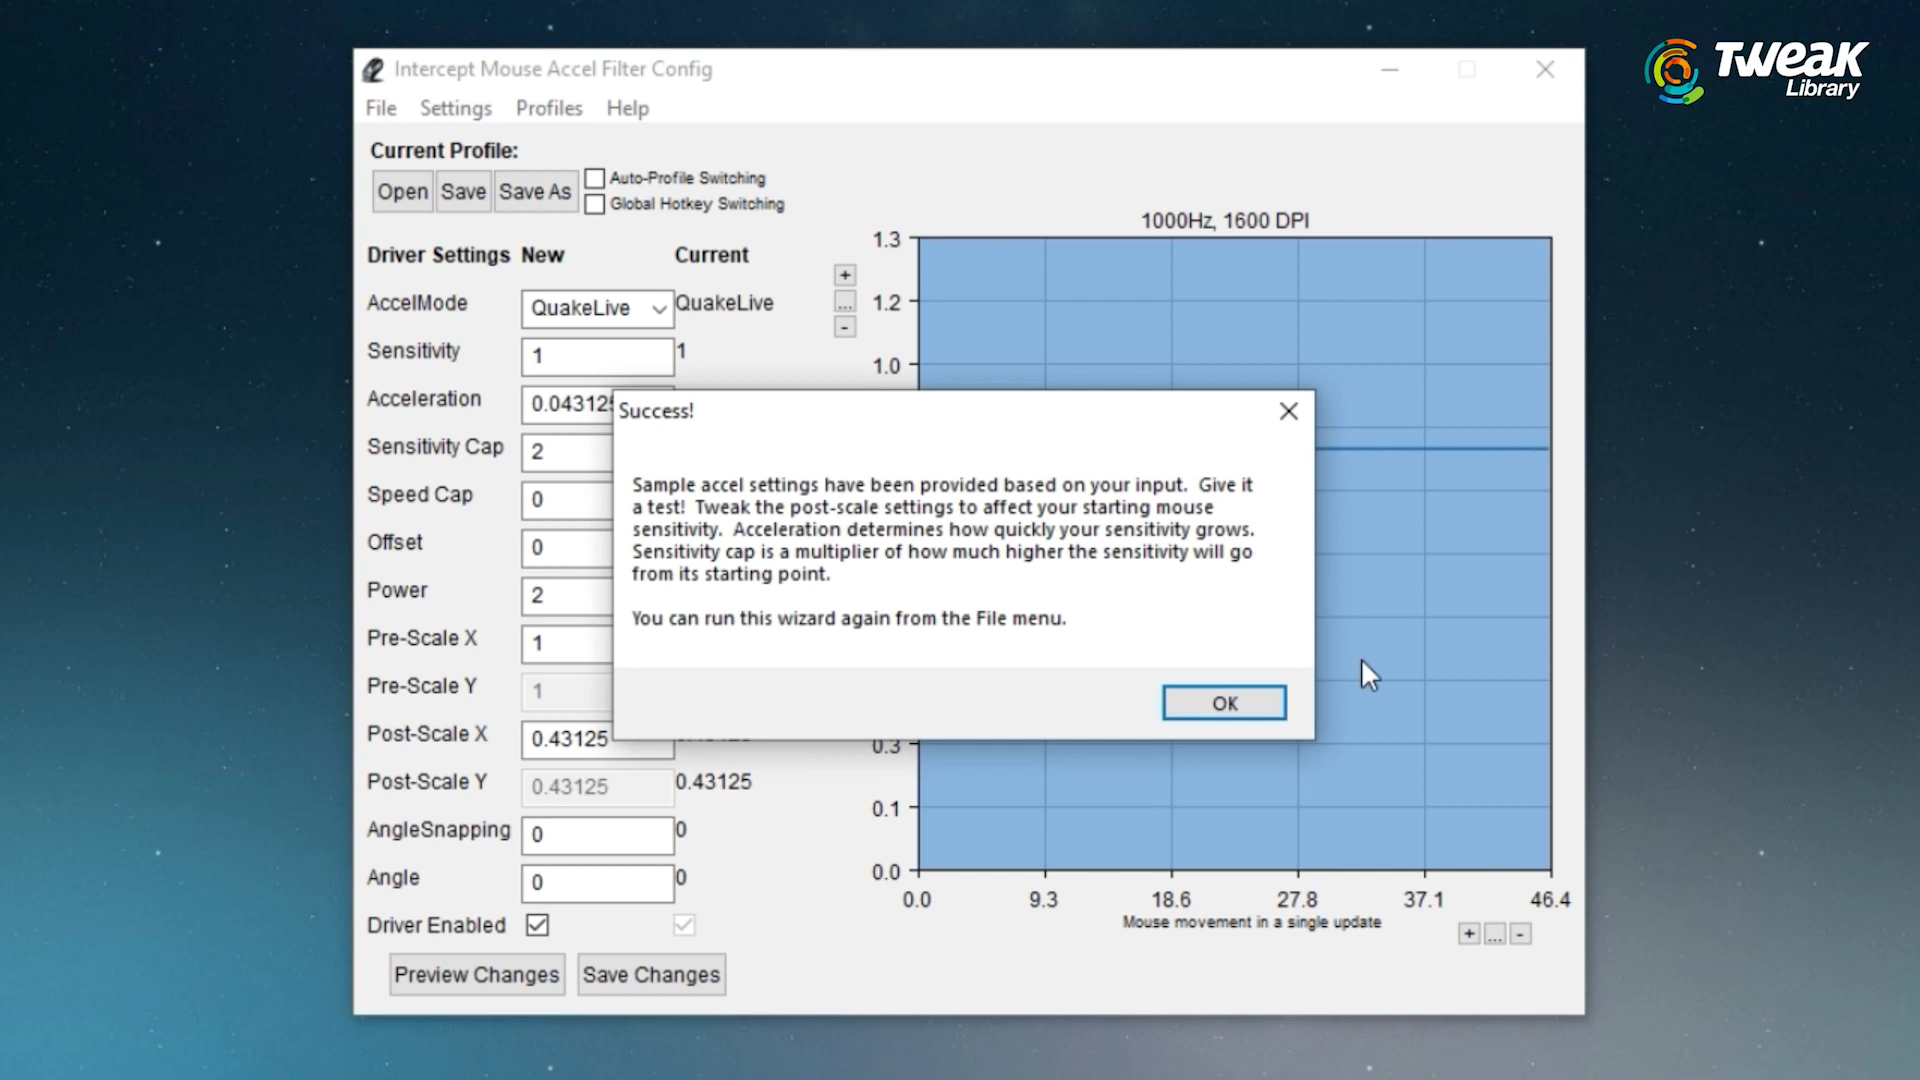 TWEAK
Library
Intercept Mouse Accel Filter Config
File Settings Profiles Help
Current Profile:
Open Save Save As
Auto-Profile Switching
Global Hotkey Switching
Driver Settings New Current
AccelMode QuakeLive QuakeLive
Sensitivity 1 1
Acceleration 0.043125
Sensitivity Cap 2
Speed Cap 0
Offset 0
Power 2
Pre-Scale X 1
Pre-Scale Y 1
Post-Scale X 0.43125
Post-Scale Y 0.43125 0.43125
AngleSnapping 0 0
Angle 0 0
Driver Enabled
Preview Changes Save Changes
1000Hz, 1600 DPI
+
...
-
1.3
1.2
1.0
0.3
0.1
0.0
0.0 9.3 18.6 27.8 37.1 46.4
Mouse movement in a single update
+ ... -
Success!
Sample accel settings have been provided based on your input. Give it
a test! Tweak the post-scale settings to affect your starting mouse
sensitivity. Acceleration determines how quickly your sensitivity grows.
Sensitivity cap is a multiplier of how much higher the sensitivity will go
from its starting point.
You can run this wizard again from the File menu.
OK